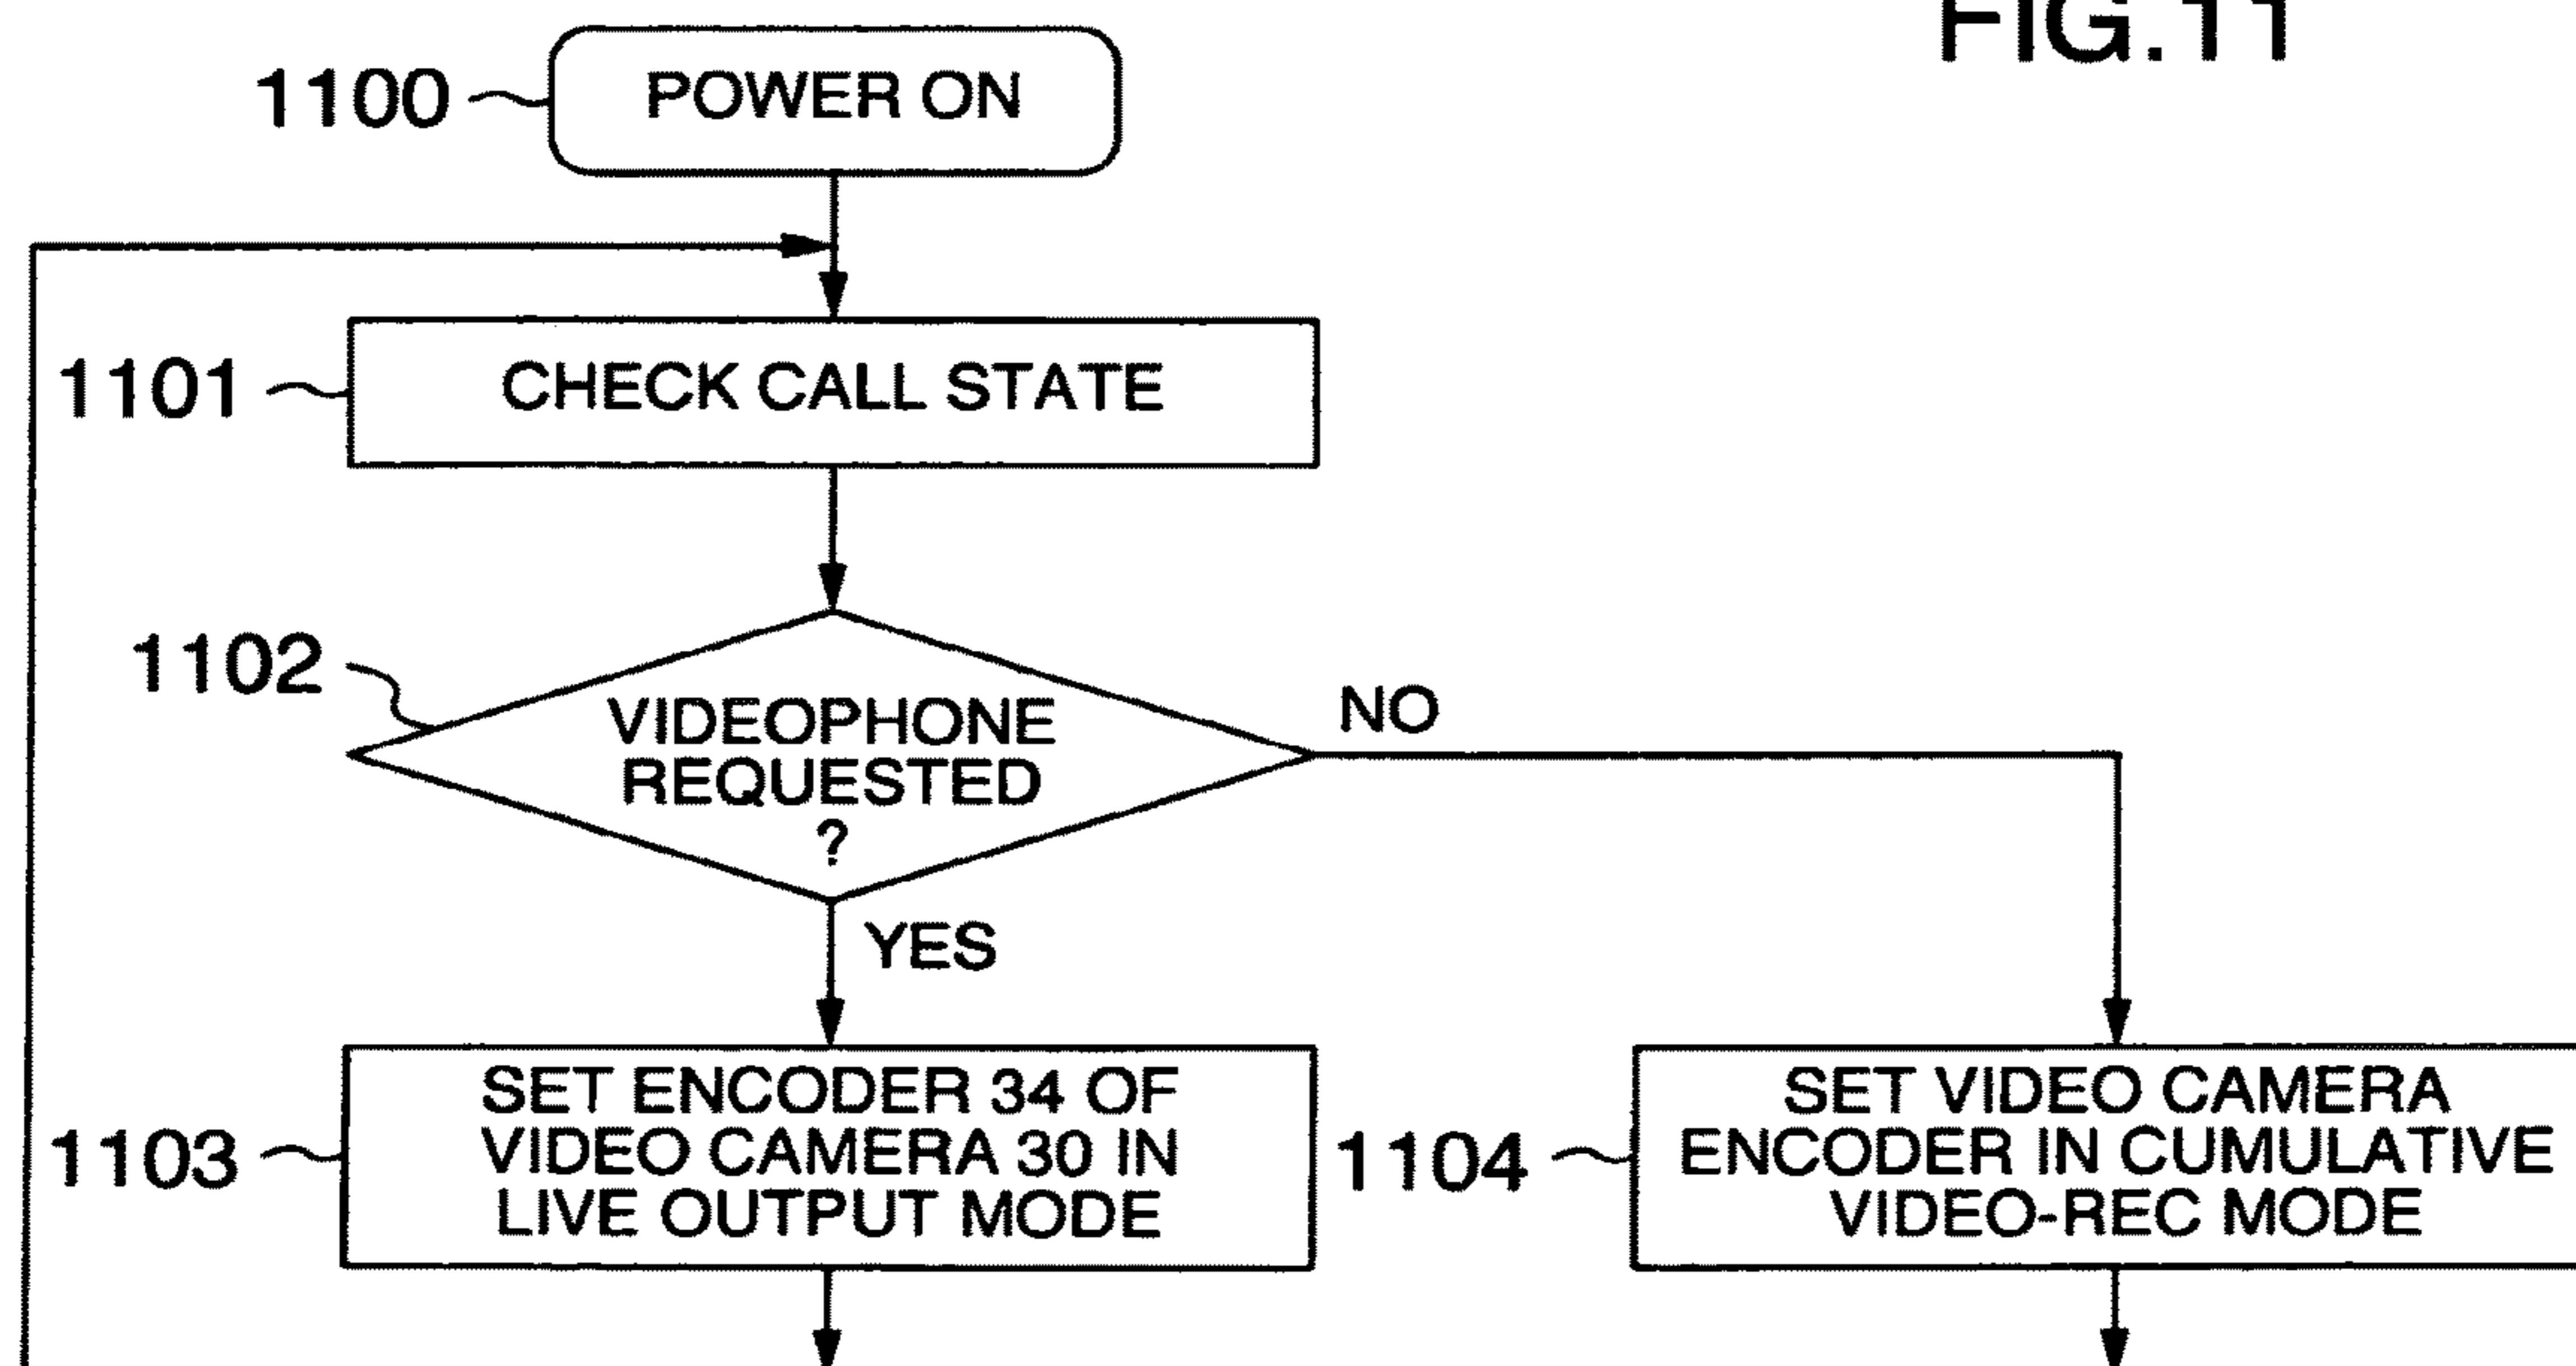 FIG.11
1100
POWER ON
1101
CHECK CALL STATE
1102
VIDEOPHONE
REQUESTED
?
NO
YES
1103
SET ENCODER 34 OF
VIDEO CAMERA 30 IN
LIVE OUTPUT MODE
1104
SET VIDEO CAMERA
ENCODER IN CUMULATIVE
VIDEO-REC MODE